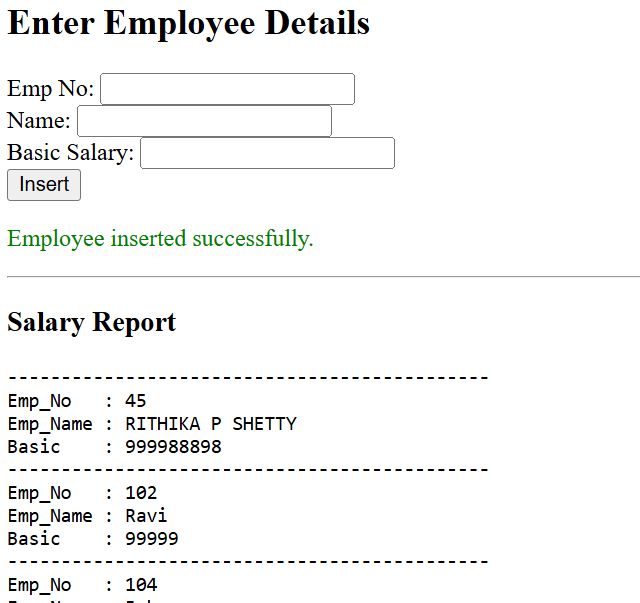 Enter Employee Details
Emp No:
Name:
Basic Salary:
Insert
Employee inserted successfully.
Salary Report
---------------------------------------------
Emp_No   : 45
Emp_Name : RITHIKA P SHETTY
Basic    : 999988898
---------------------------------------------
Emp_No   : 102
Emp_Name : Ravi
Basic    : 99999
---------------------------------------------
Emp_No   : 104